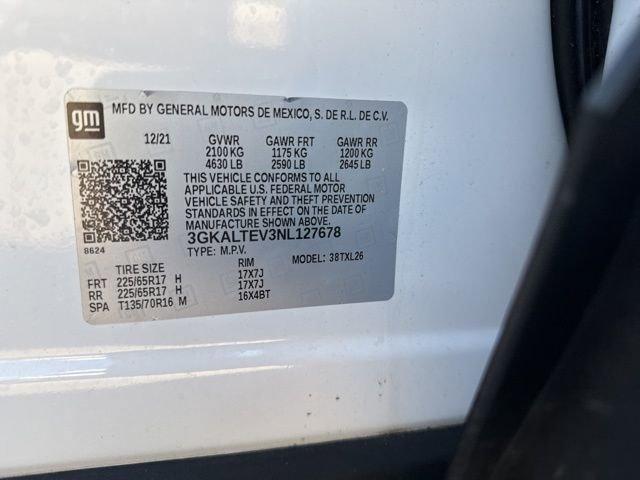 gm MFD BY GENERAL MOTORS DE MEXICO, S. DE R.L. DE C.V.
12/21 GVWR GAWR FRT GAWR RR
2100 KG 1175 KG 1200 KG
4630 LB 2590 LB 2645 LB
THIS VEHICLE CONFORMS TO ALL
APPLICABLE U.S. FEDERAL MOTOR
VEHICLE SAFETY AND THEFT PREVENTION
STANDARDS IN EFFECT ON THE DATE
OF MANUFACTURE SHOWN ABOVE.
8624 3GKALTEV3NL127678
TYPE: M.P.V. MODEL: 38TXL26
TIRE SIZE RIM
FRT 225/65R17 H 17X7J
RR 225/65R17 H 17X7J
SPA T135/70R16 M 16X4BT